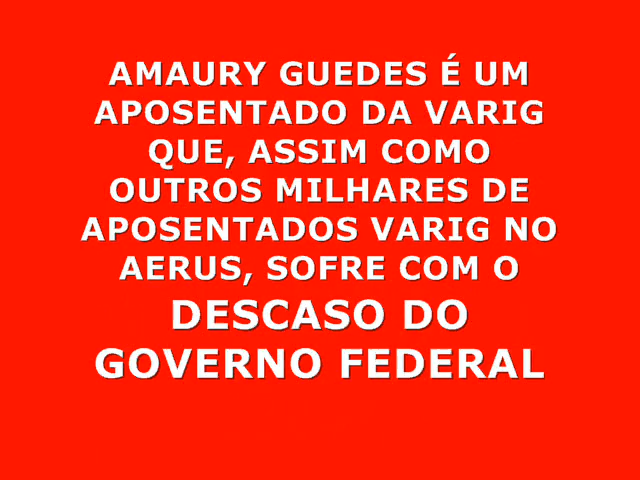 AMAURY GUEDES É UM
APOSENTADO DA VARIG
QUE, ASSIM COMO
OUTROS MILHARES DE
APOSENTADOS VARIG NO
AERUS, SOFRE COM O
DESCASO DO
GOVERNO FEDERAL